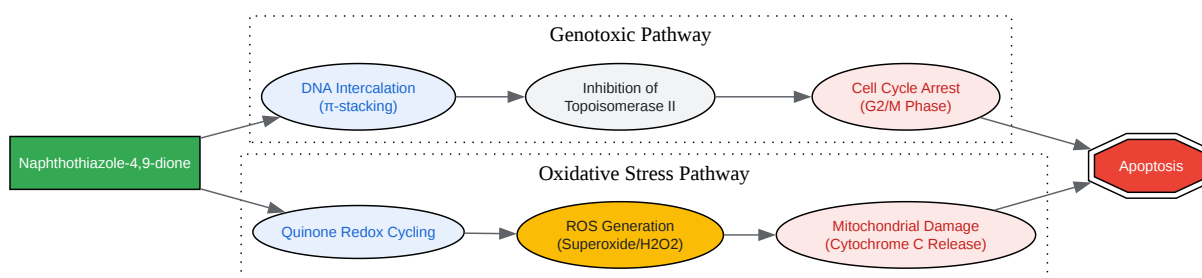 Genotoxic Pathway
DNA Intercalation
(π-stacking)
Inhibition of
Topoisomerase II
Cell Cycle Arrest
(G2/M Phase)
Naphthothiazole-4,9-dione
Apoptosis
Oxidative Stress Pathway
Quinone Redox Cycling
ROS Generation
(Superoxide/H2O2)
Mitochondrial Damage
(Cytochrome C Release)